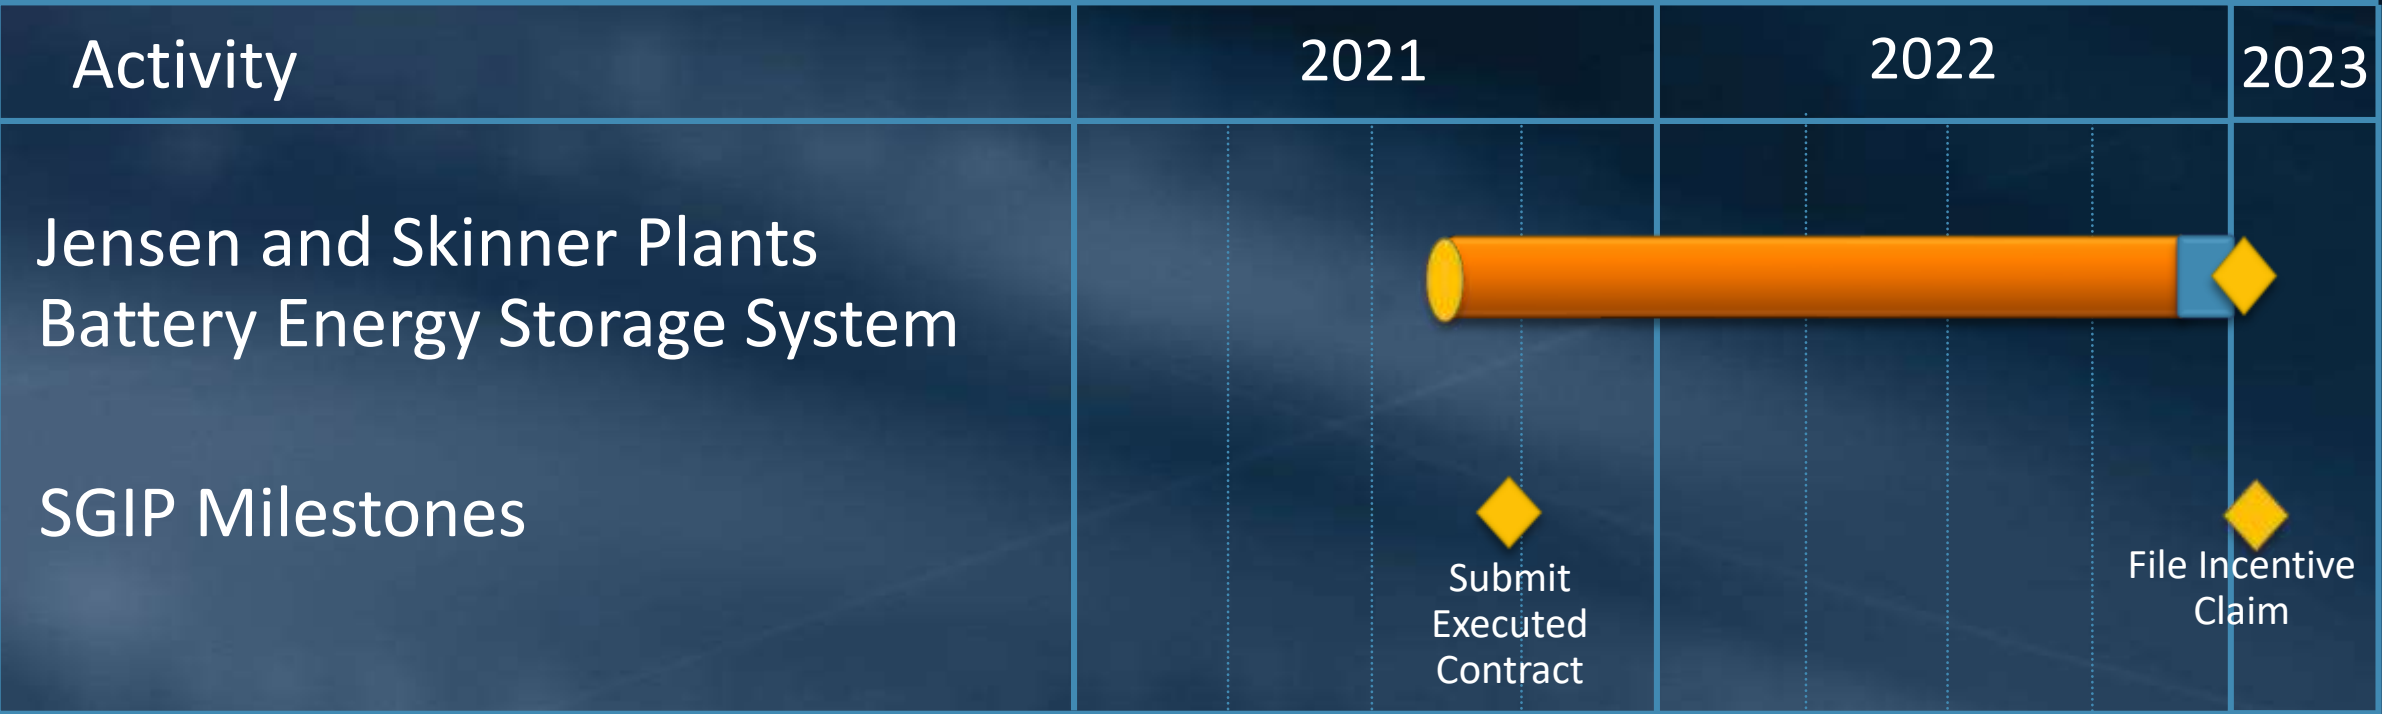 Activity
2021
2022
2023
Jensen and Skinner Plants
Battery Energy Storage System
SGIP Milestones
Submit
Executed
Contract
File Incentive
Claim